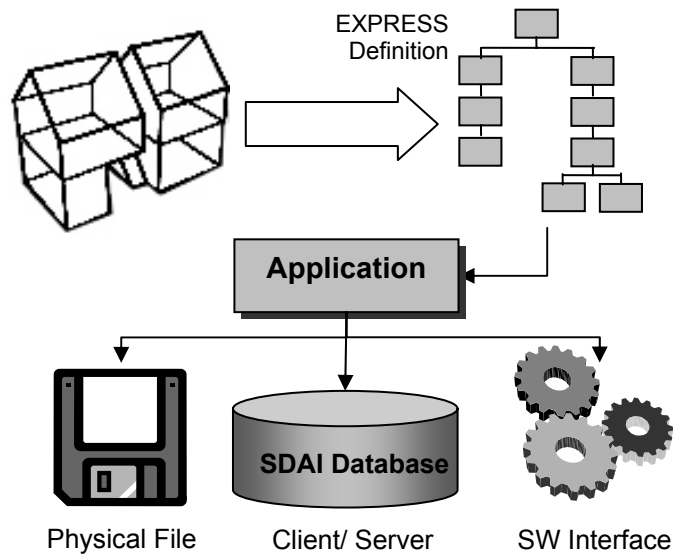 EXPRESS
Definition
Application
SDAI Database
Physical File
Client/ Server
SW Interface